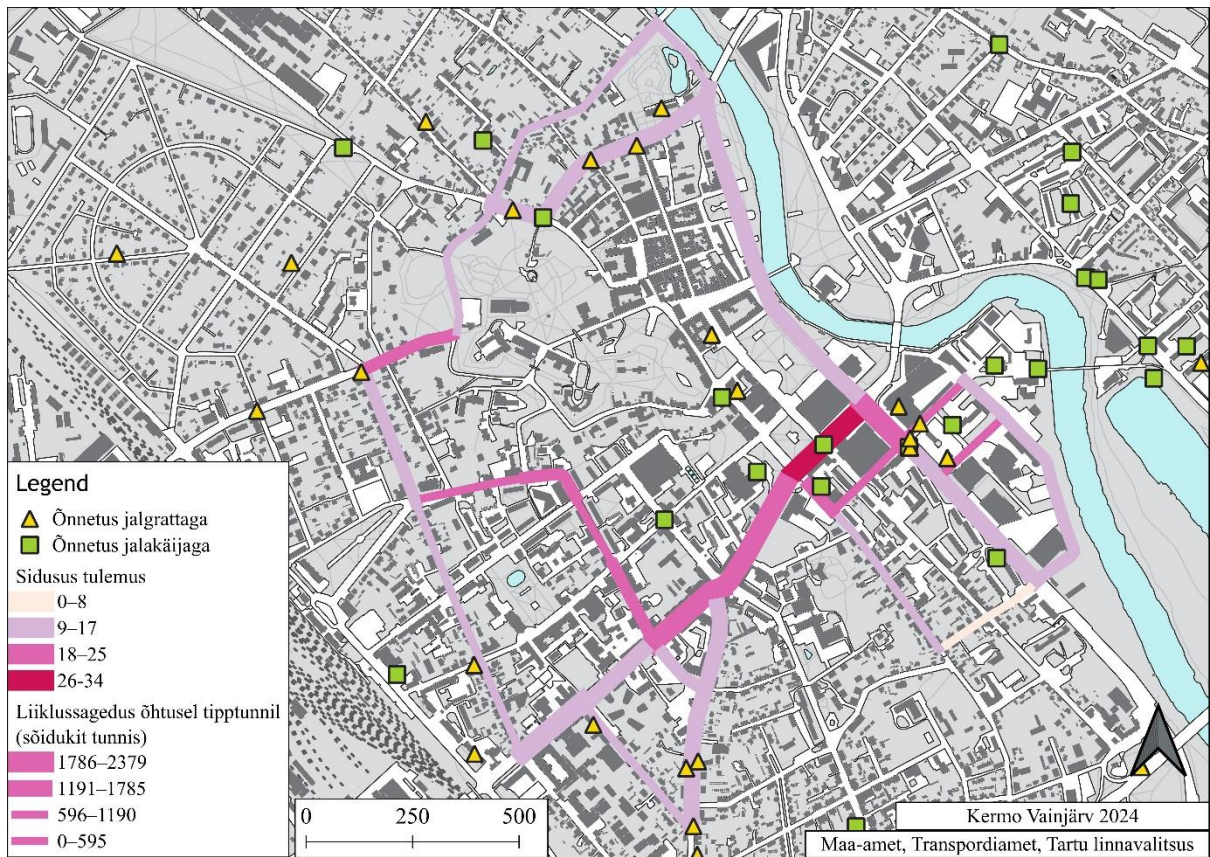 Legend
Õnnetus jalgrattaga
Õnnetus jalakäijaga
Sidusus tulemus
0–8
9–17
18–25
26-34
Liiklussagedus õhtusel tipptunnil
(sõidukit tunnis)
1786–2379
1191–1785
596–1190
0–595
0 250 500
Kermo Vainjärv 2024
Maa-amet, Transpordiamet, Tartu linnavalitsus